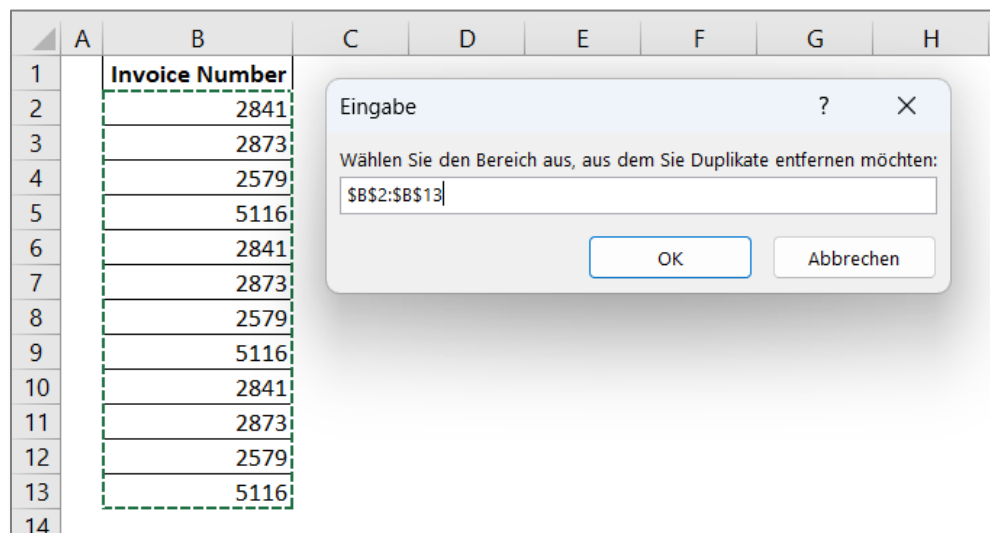 A B C D E F G H
1 Invoice Number
2 2841
3 2873
4 2579
5 5116
6 2841
7 2873
8 2579
9 5116
10 2841
11 2873
12 2579
13 5116
14
Eingabe ? ×
Wählen Sie den Bereich aus, aus dem Sie Duplikate entfernen möchten:
$B$2:$B$13
OK Abbrechen